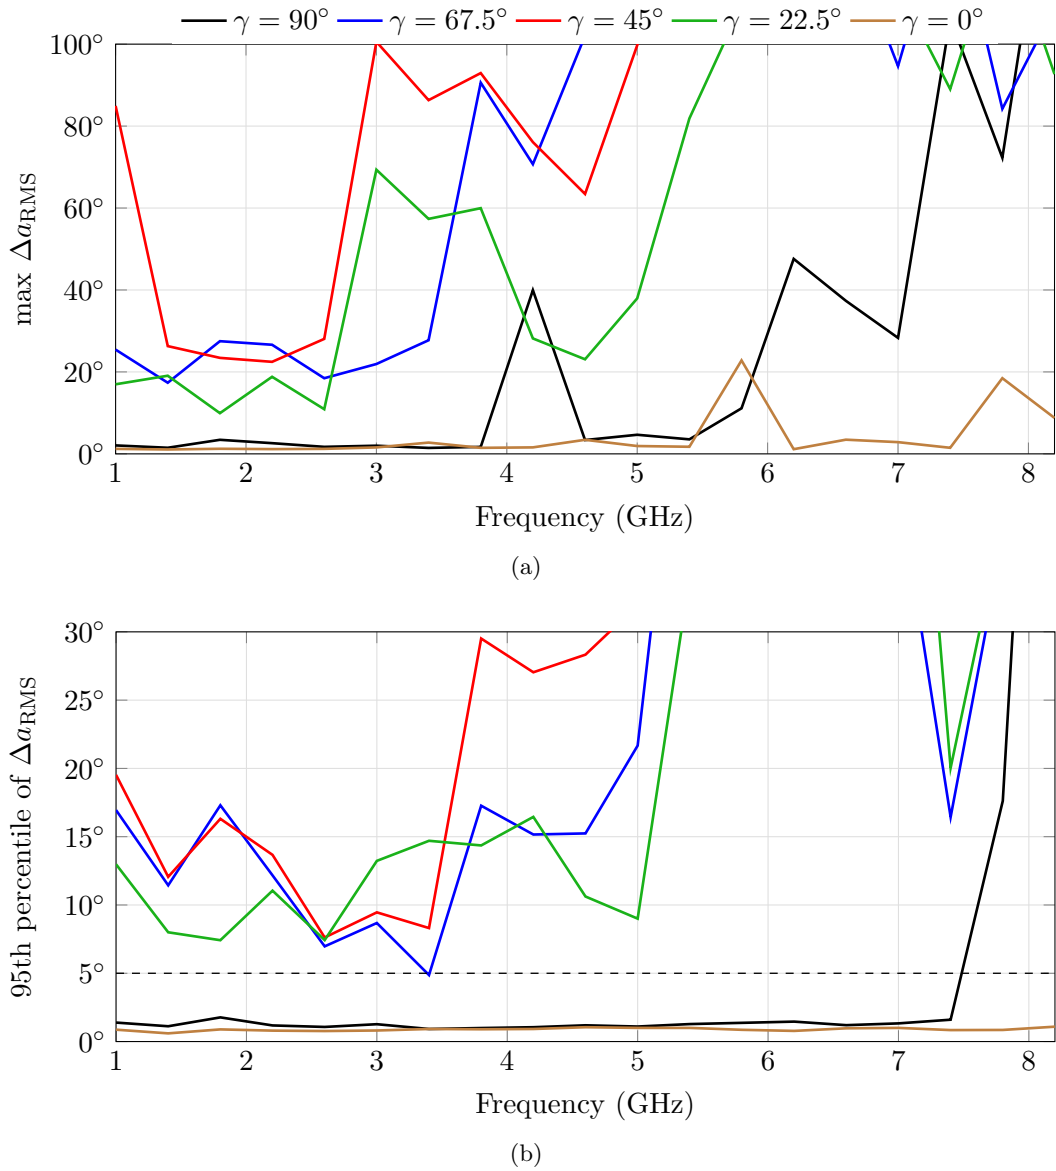 γ = 90° γ = 67.5° γ = 45° γ = 22.5° γ = 0°
100°
80°
60°
40°
20°
0°
max Δa_RMS
1 2 3 4 5 6 7 8
Frequency (GHz)
(a)
30°
25°
20°
15°
10°
5°
0°
95th percentile of Δa_RMS
1 2 3 4 5 6 7 8
Frequency (GHz)
(b)